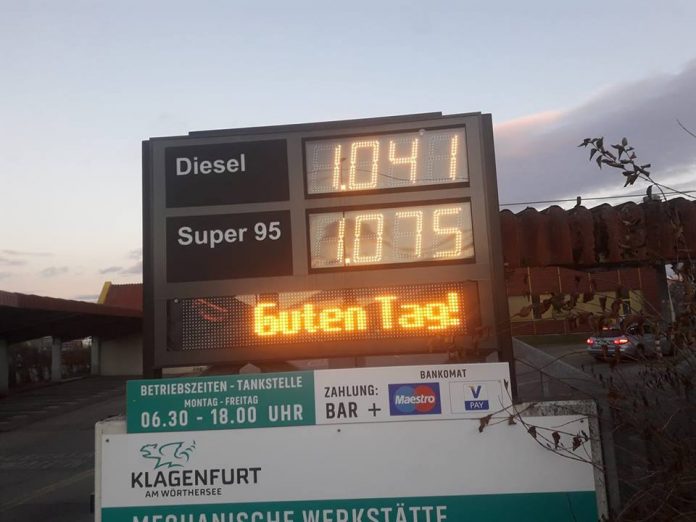 Diesel 1.041
Super 95 1.075
Guten Tag!
BETRIEBSZEITEN - TANKSTELLE
MONTAG - FREITAG
06.30 - 18.00 UHR
ZAHLUNG:
BAR +
BANKOMAT
Maestro
V PAY
KLAGENFURT
AM WÖRTHERSEE
MECHANISCHE WERKSTÄTTE